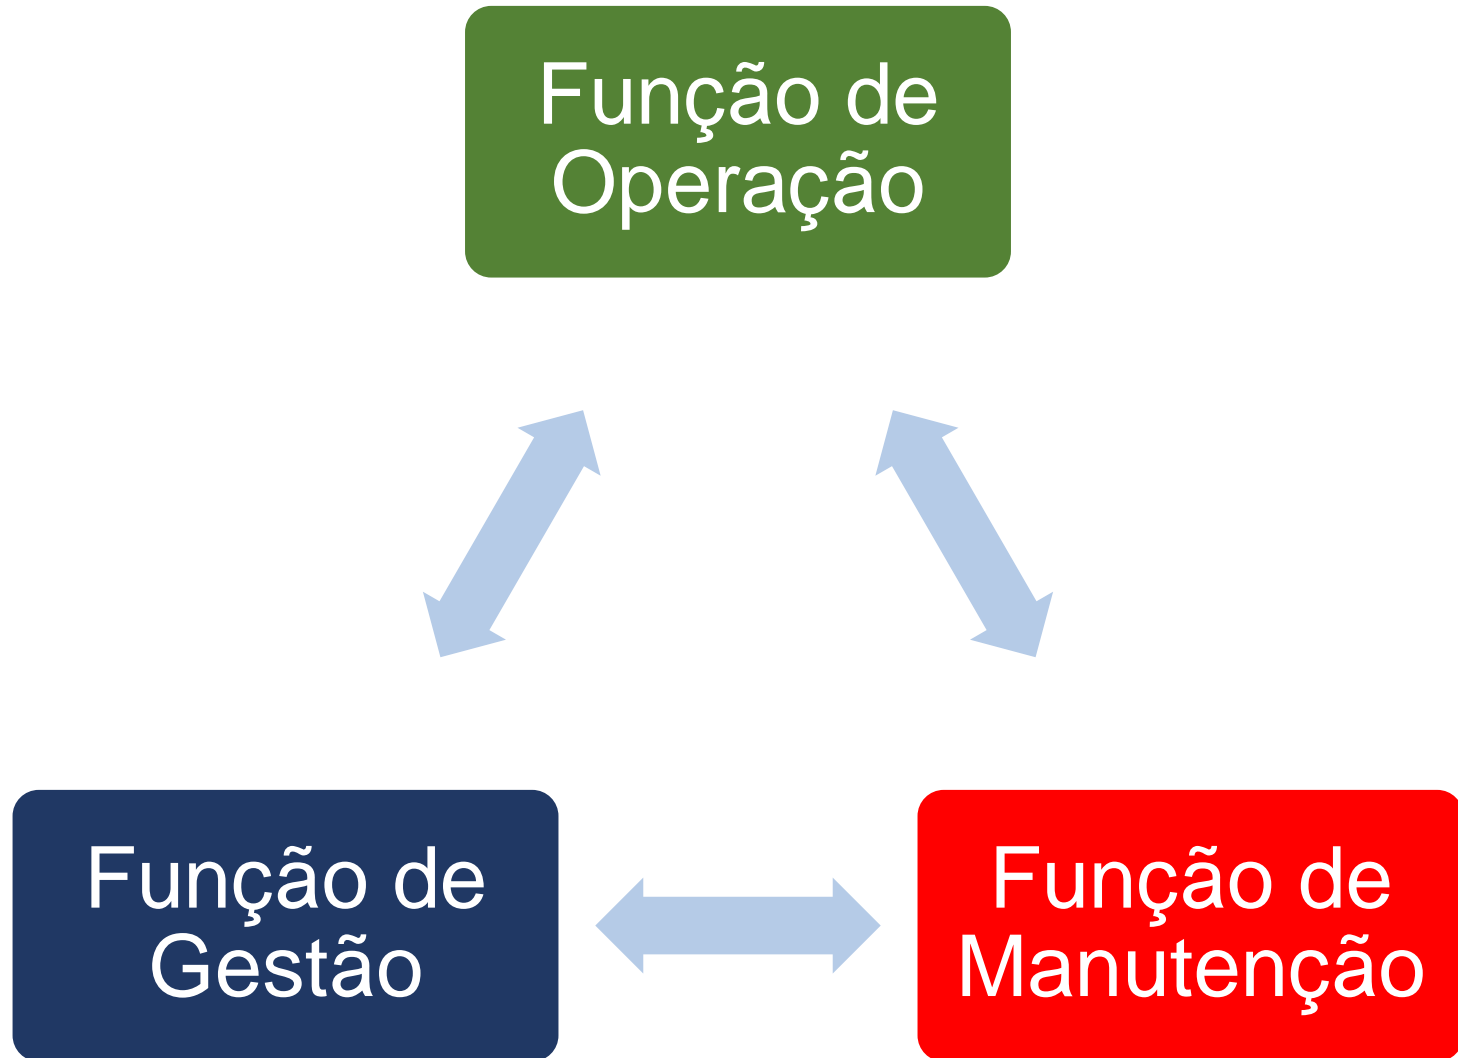 Função de
Operação
Função de
Gestão
Função de
Manutenção